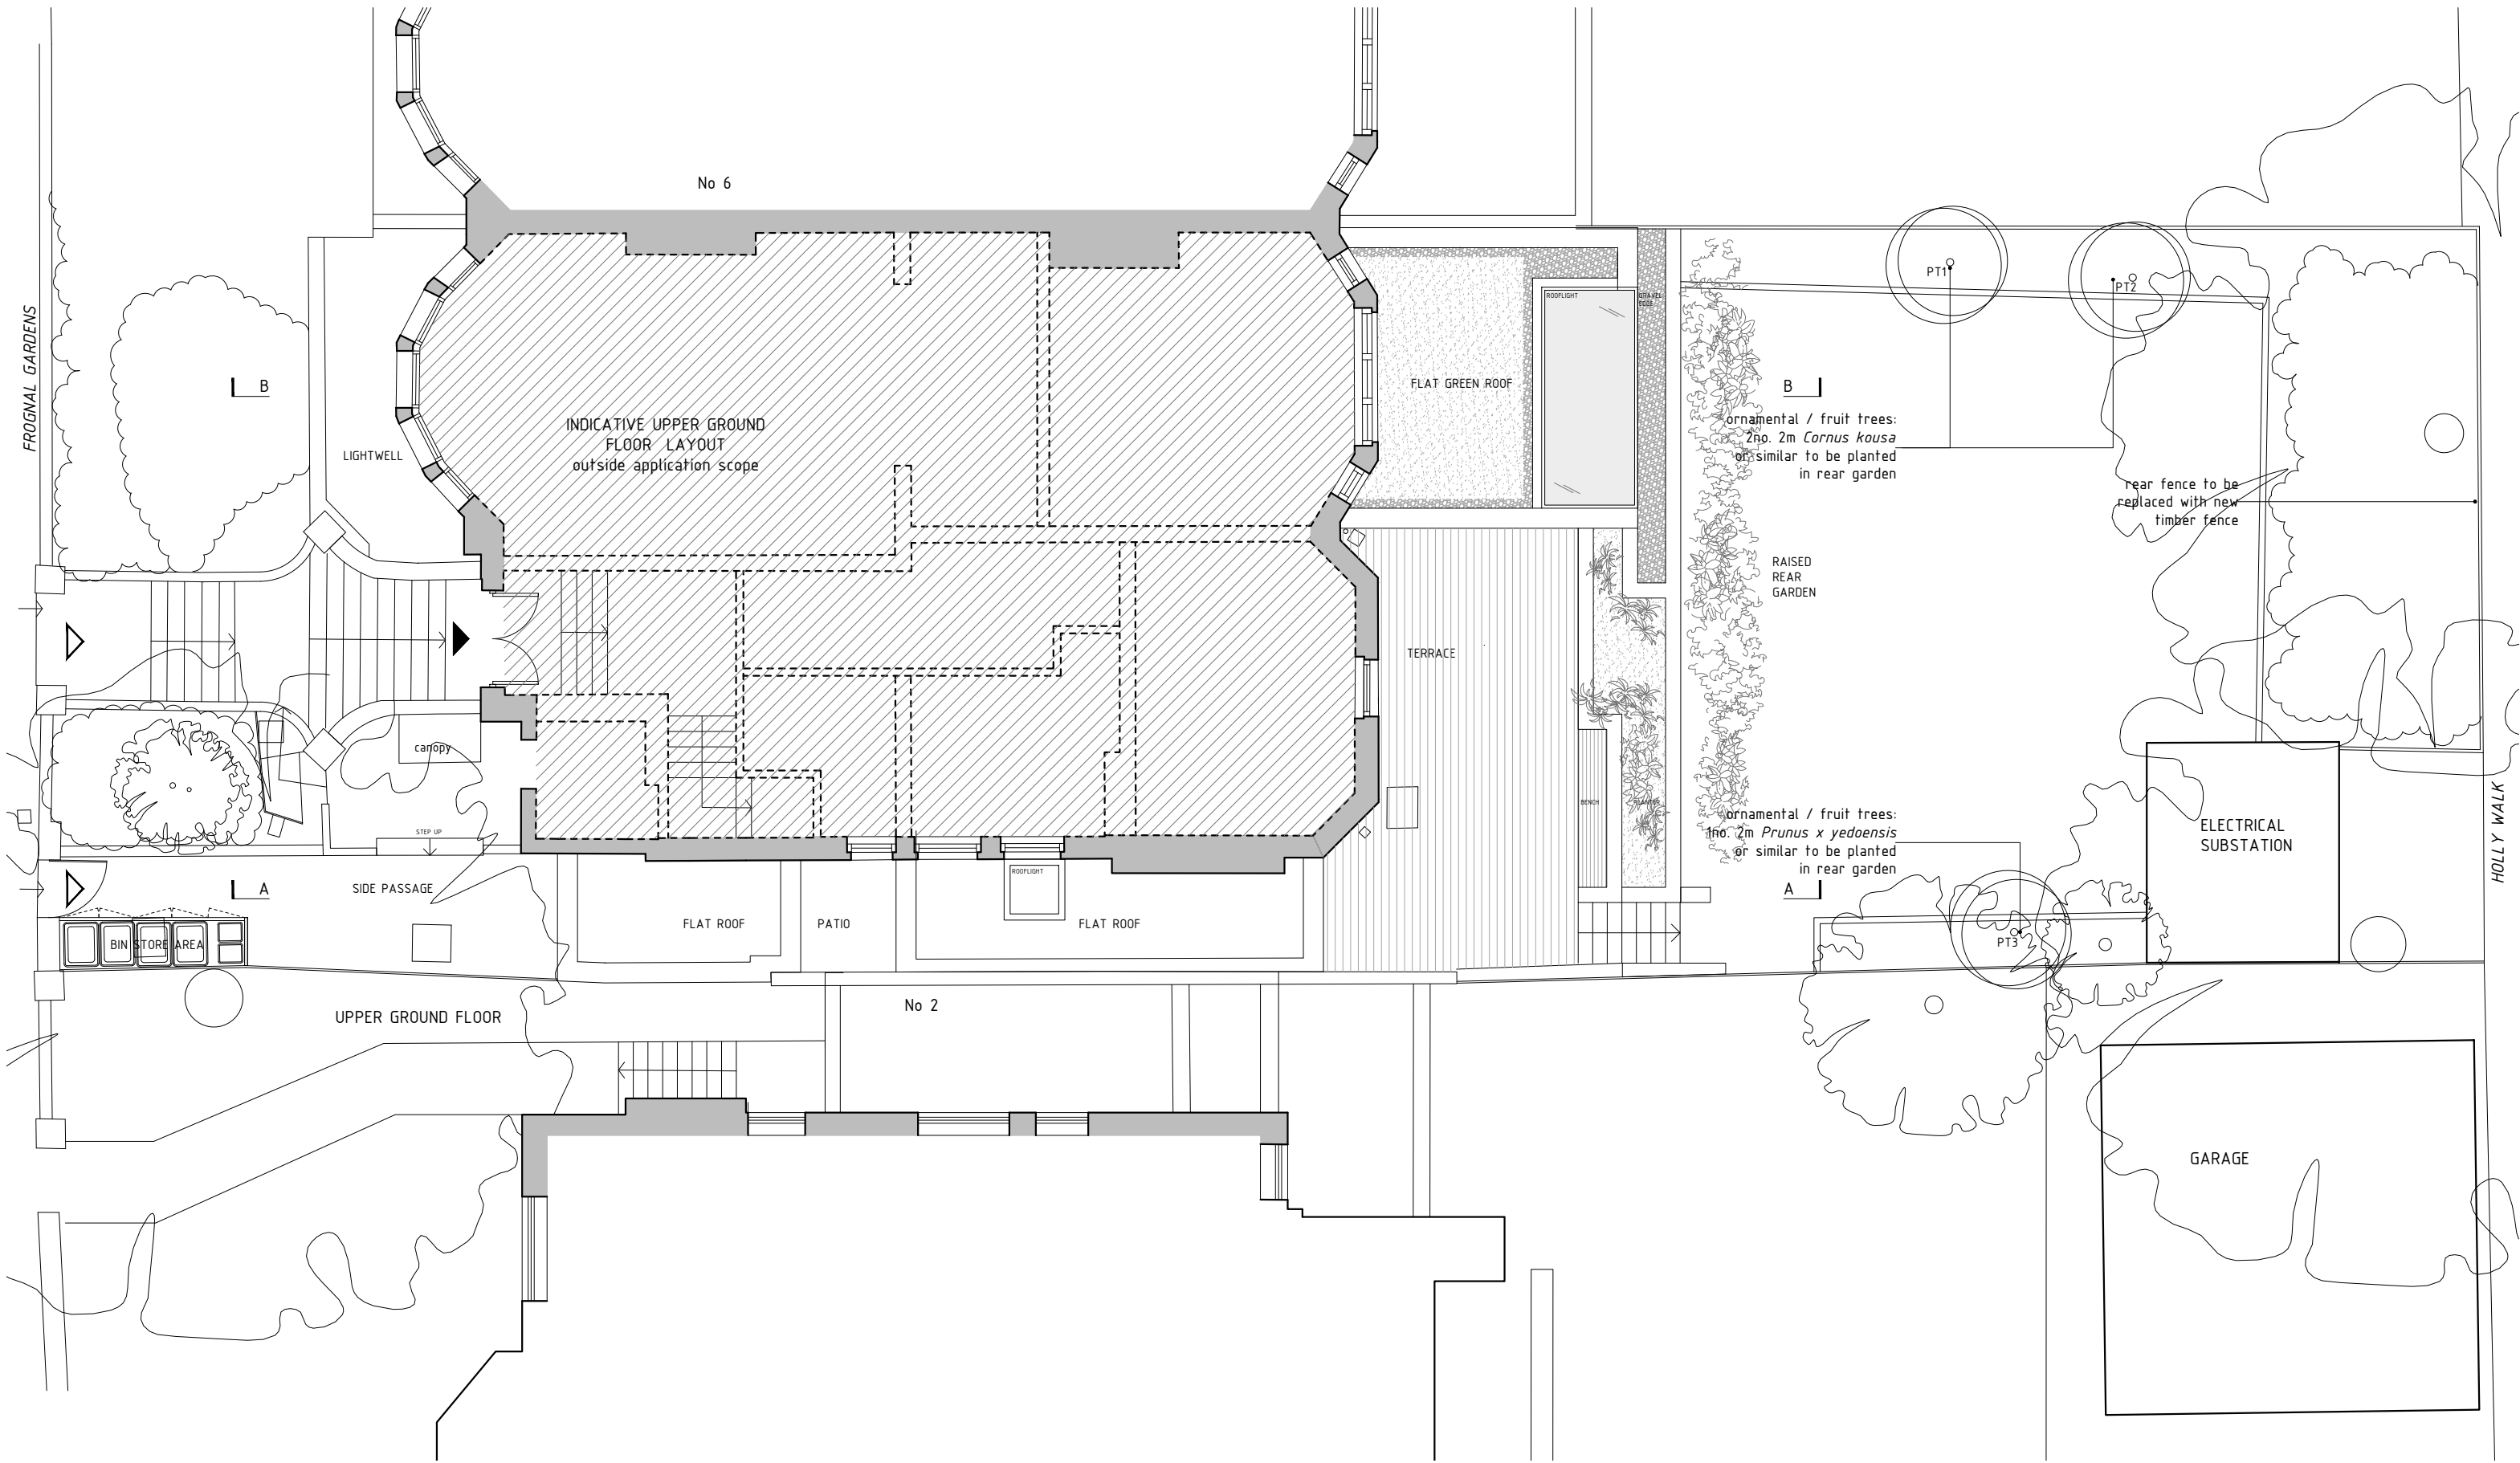 No 6
FROGNAL GARDENS
B
LIGHTWELL
INDICATIVE UPPER GROUND
FLOOR LAYOUT
outside application scope
FLAT GREEN ROOF
ROOFLIGHT
GRAVEL
EDGE
PT1
PT2
B
ornamental / fruit trees:
2no. 2m Cornus kousa
or similar to be planted
in rear garden
rear fence to be
replaced with new
timber fence
RAISED
REAR
GARDEN
TERRACE
canopy
STEP UP
BENCH
PLANTER
ornamental / fruit trees:
1no. 2m Prunus x yedoensis
or similar to be planted
in rear garden
ELECTRICAL
SUBSTATION
HOLLY WALK
A
SIDE PASSAGE
ROOFLIGHT
A
BIN STORE AREA
FLAT ROOF
PATIO
FLAT ROOF
PT3
UPPER GROUND FLOOR
No 2
GARAGE